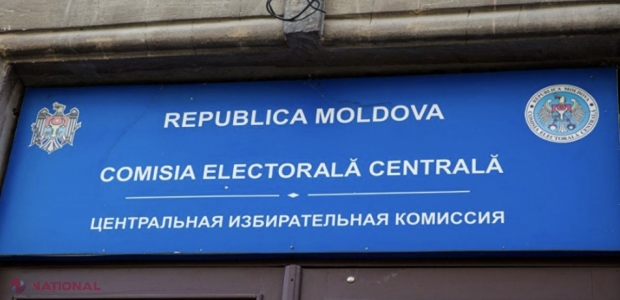 REPUBLICA MOLDOVA
COMISIA ELECTORALĂ CENTRALĂ
ЦЕНТРАЛЬНАЯ ИЗБИРАТЕЛЬНАЯ КОМИССИЯ
NATIONAL